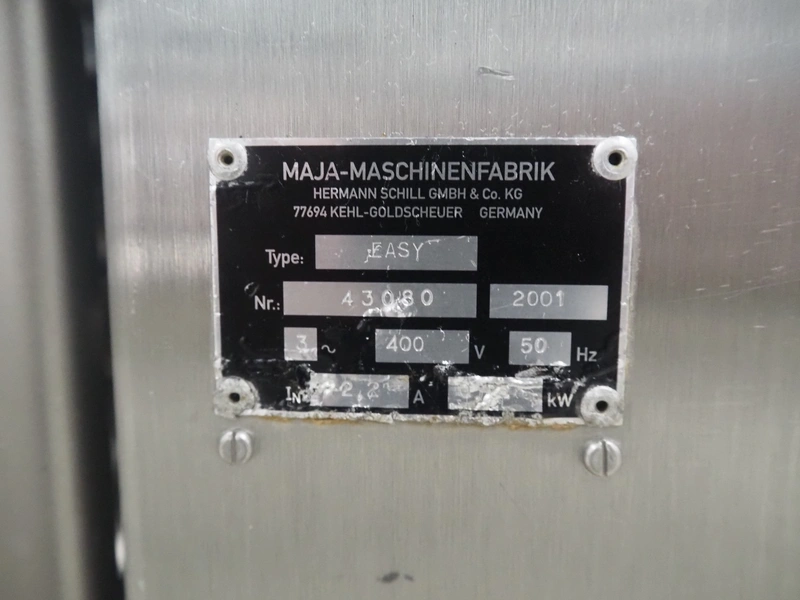 MAJA-MASCHINENFABRIK
HERMANN SCHILL GMBH & Co. KG
77694 KEHL-GOLDSCHEUER GERMANY
Type: EASY
Nr.: 43080 2001
3 ~ 400 V 50 Hz
IN A kW